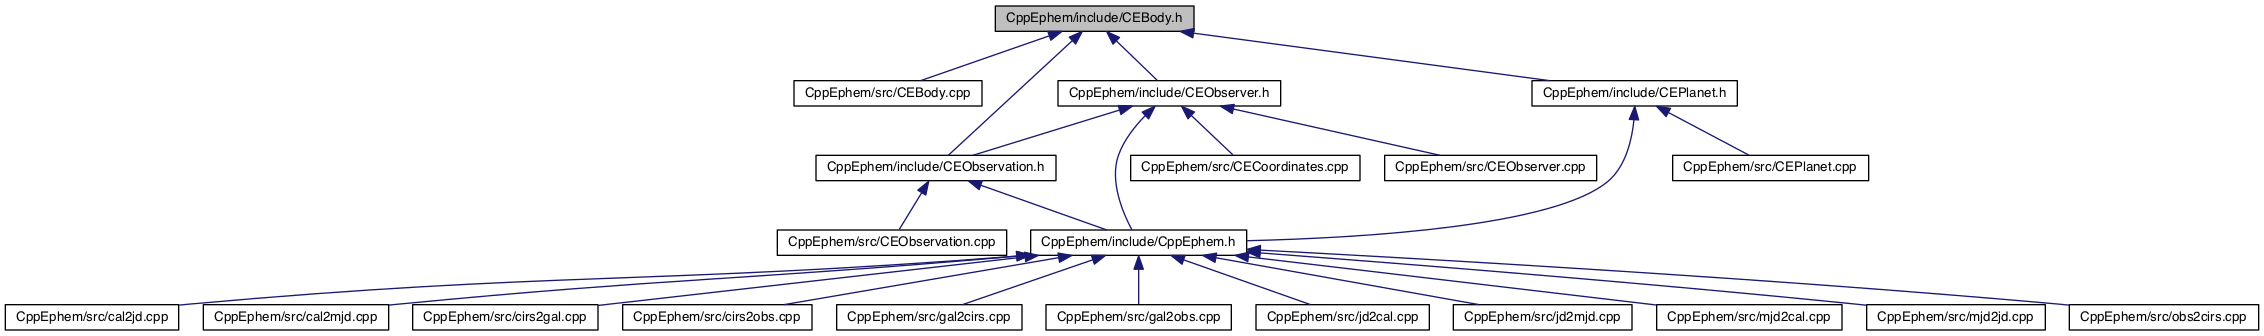 CppEphem/include/CEBody.h
CppEphem/src/CEBody.cpp
CppEphem/include/CEObserver.h
CppEphem/include/CEPlanet.h
CppEphem/include/CEObservation.h
CppEphem/src/CECoordinates.cpp
CppEphem/src/CEObserver.cpp
CppEphem/src/CEPlanet.cpp
CppEphem/src/CEObservation.cpp
CppEphem/include/CppEphem.h
CppEphem/src/cal2jd.cpp
CppEphem/src/cal2mjd.cpp
CppEphem/src/cirs2gal.cpp
CppEphem/src/cirs2obs.cpp
CppEphem/src/gal2cirs.cpp
CppEphem/src/gal2obs.cpp
CppEphem/src/jd2cal.cpp
CppEphem/src/jd2mjd.cpp
CppEphem/src/mjd2cal.cpp
CppEphem/src/mjd2jd.cpp
CppEphem/src/obs2cirs.cpp